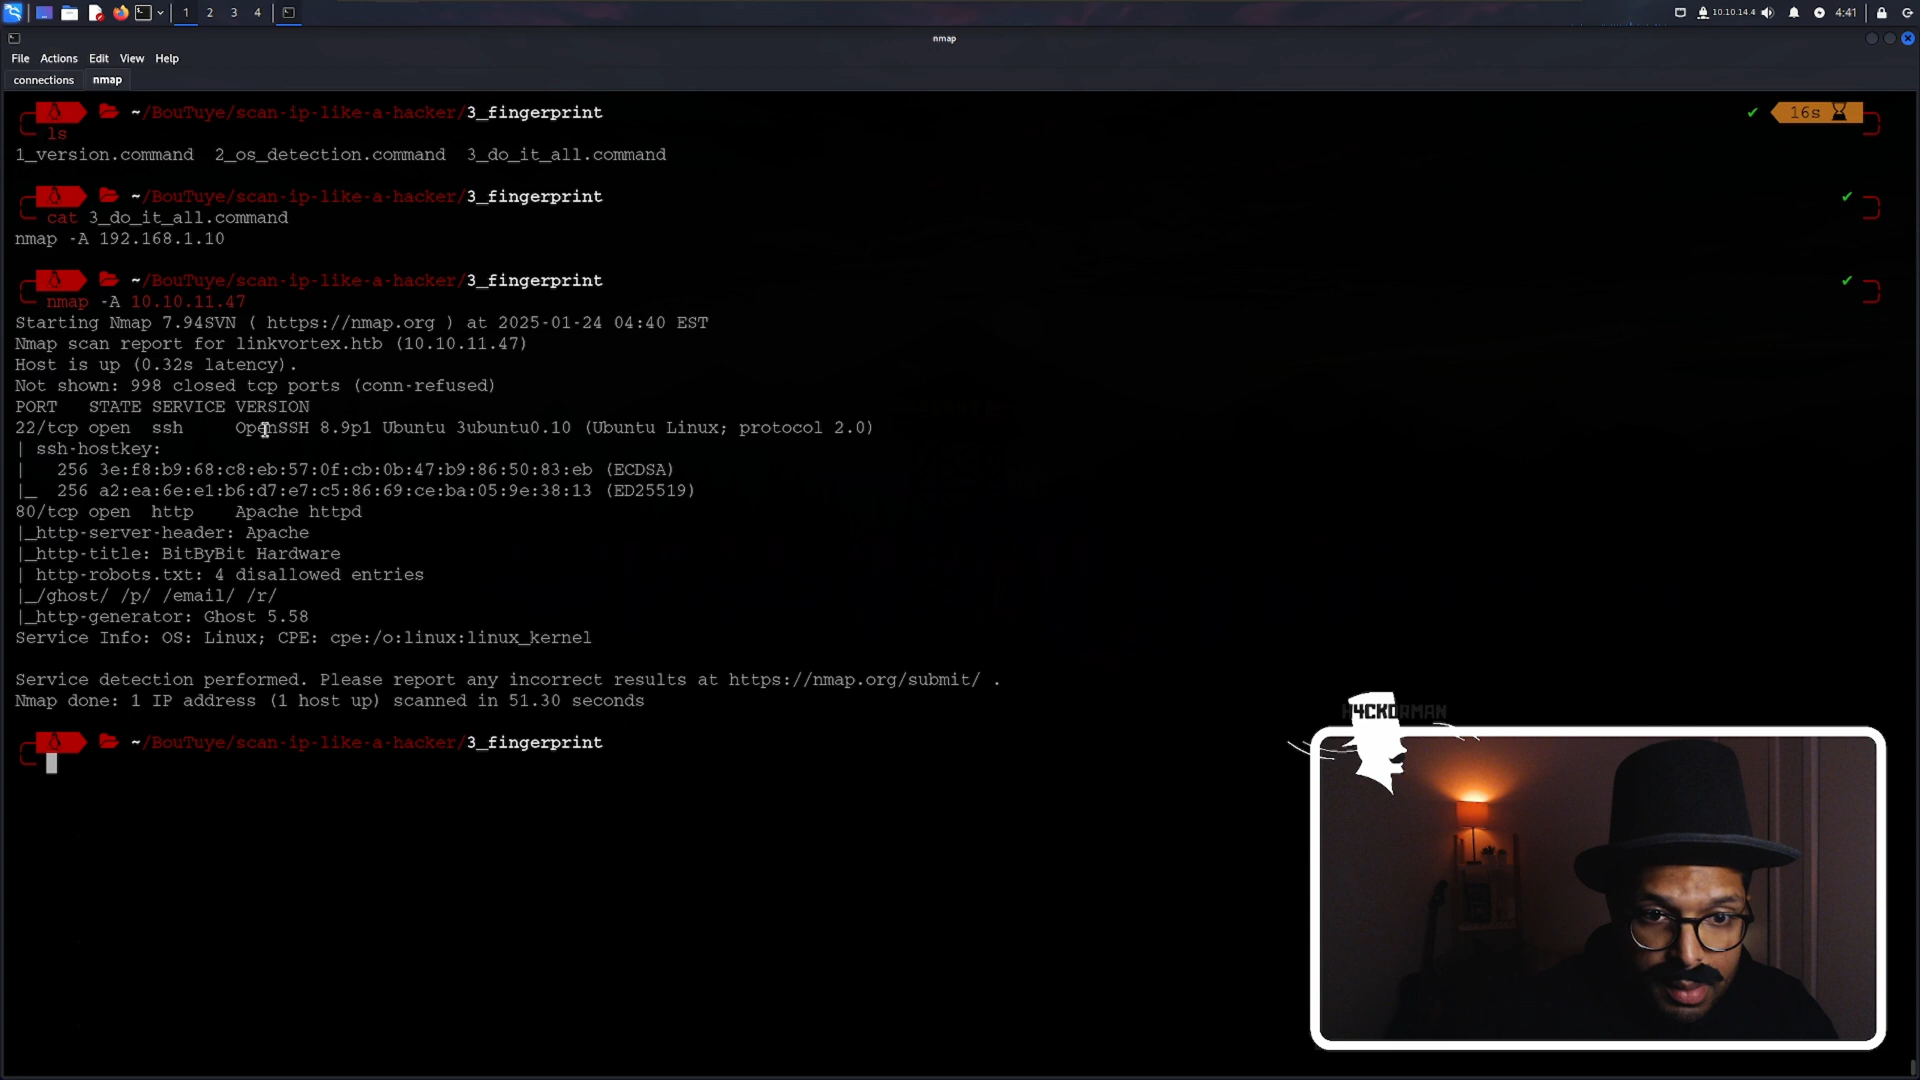 1 2 3 4
10.10.14.4
4:41
nmap
File Actions Edit View Help
connections nmap
~/BouTuye/scan-ip-like-a-hacker/3_fingerprint
16s
ls
1_version.command 2_os_detection.command 3_do_it_all.command
~/BouTuye/scan-ip-like-a-hacker/3_fingerprint
cat 3_do_it_all.command
nmap -A 192.168.1.10
~/BouTuye/scan-ip-like-a-hacker/3_fingerprint
nmap -A 10.10.11.47
Starting Nmap 7.94SVN ( https://nmap.org ) at 2025-01-24 04:40 EST
Nmap scan report for linkvortex.htb (10.10.11.47)
Host is up (0.32s latency).
Not shown: 998 closed tcp ports (conn-refused)
PORT STATE SERVICE VERSION
22/tcp open ssh OpenSSH 8.9p1 Ubuntu 3ubuntu0.10 (Ubuntu Linux; protocol 2.0)
| ssh-hostkey:
| 256 3e:f8:b9:68:c8:eb:57:0f:cb:0b:47:b9:86:50:83:eb (ECDSA)
|_ 256 a2:ea:6e:e1:b6:d7:e7:c5:86:69:ce:ba:05:9e:38:13 (ED25519)
80/tcp open http Apache httpd
|_http-server-header: Apache
|_http-title: BitByBit Hardware
| http-robots.txt: 4 disallowed entries
|_/ghost/ /p/ /email/ /r/
|_http-generator: Ghost 5.58
Service Info: OS: Linux; CPE: cpe:/o:linux:linux_kernel
Service detection performed. Please report any incorrect results at https://nmap.org/submit/ .
Nmap done: 1 IP address (1 host up) scanned in 51.30 seconds
H4CKORMAN
~/BouTuye/scan-ip-like-a-hacker/3_fingerprint